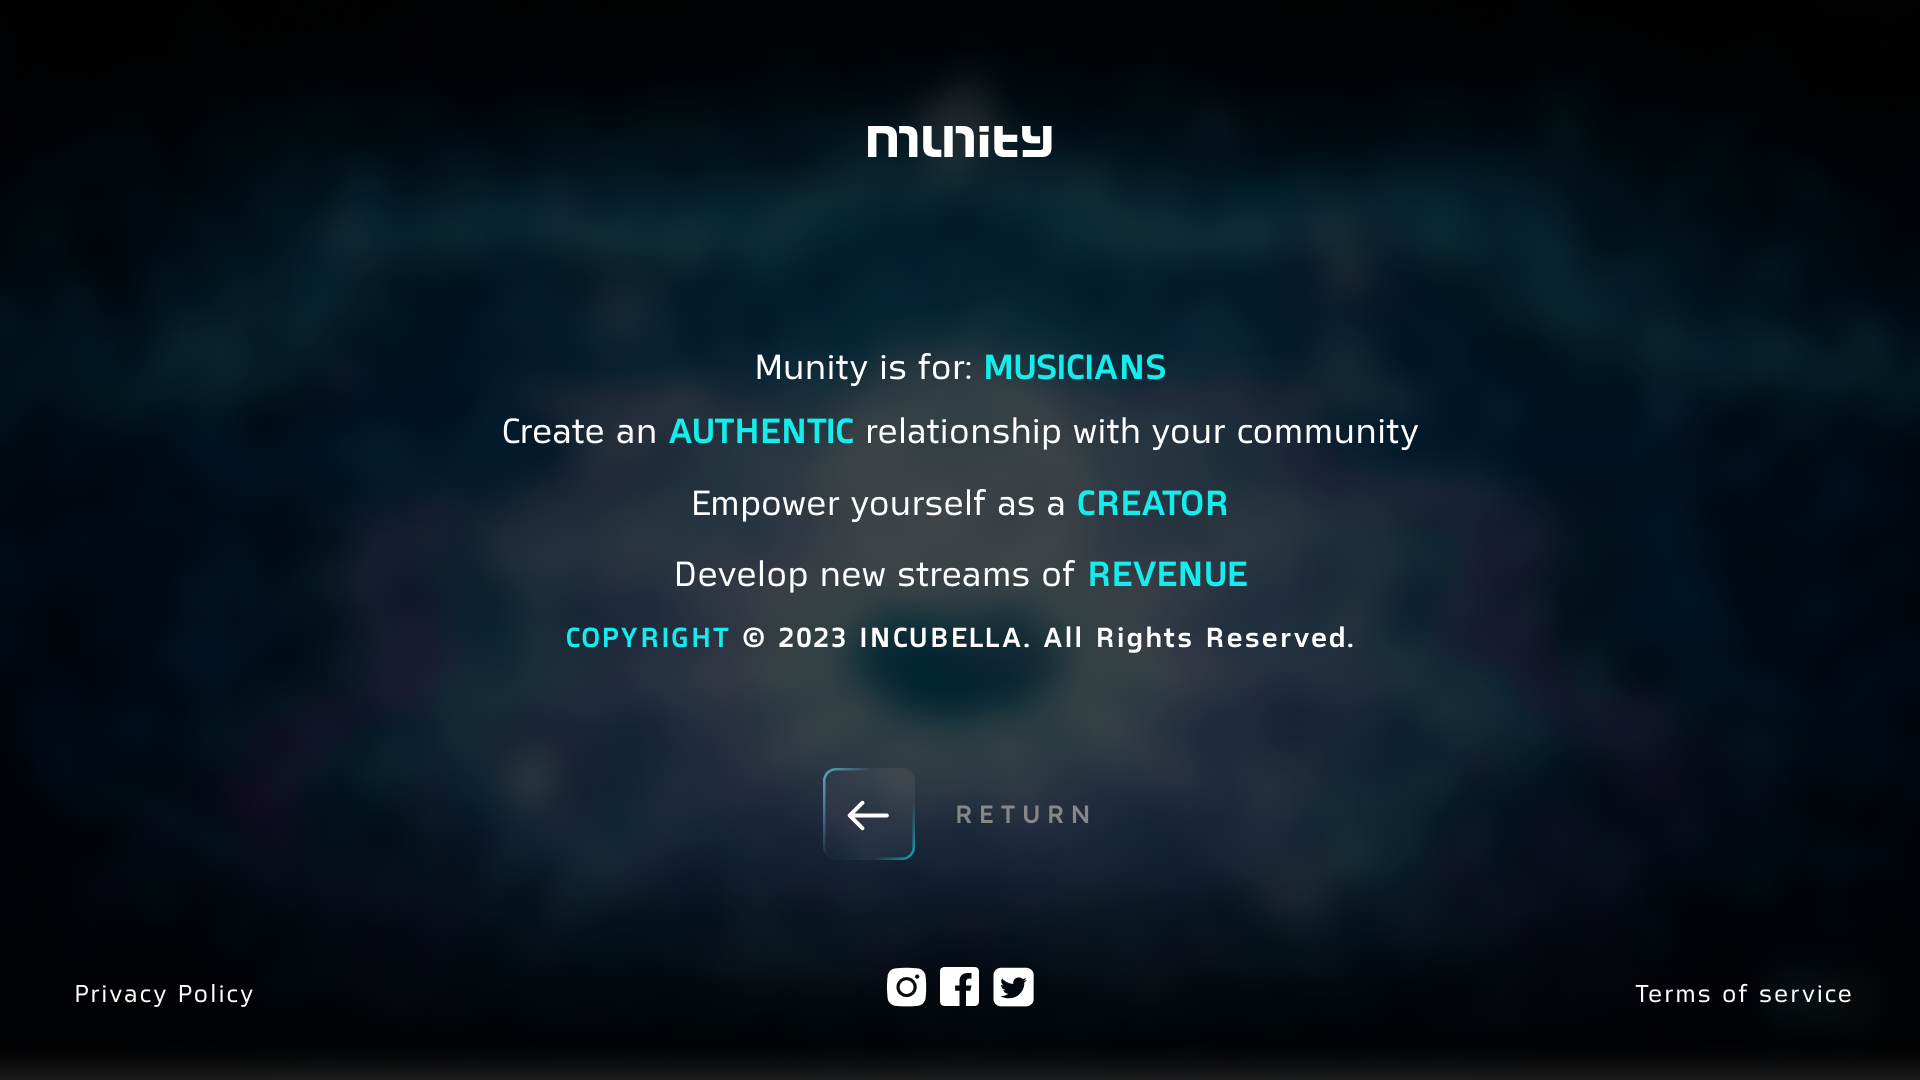 munity
Munity is for: MUSICIANS
Create an AUTHENTIC relationship with your community
Empower yourself as a CREATOR
Develop new streams of REVENUE
COPYRIGHT © 2023 INCUBELLA. All Rights Reserved.
RETURN
Privacy Policy
Terms of service